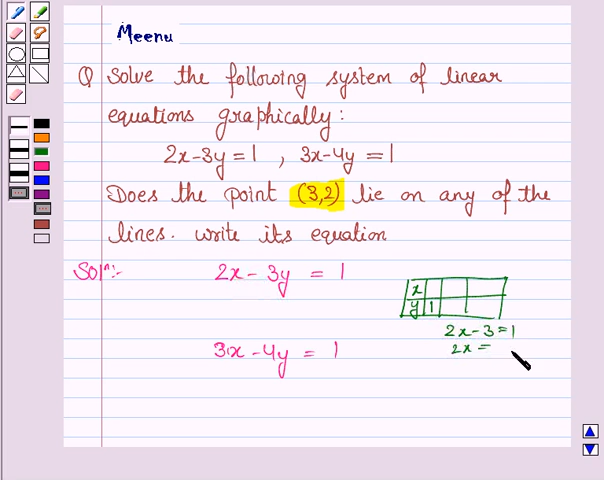 Meenu
Q Solve the following system of linear
equations graphically:
2x-3y=1 , 3x-4y=1
Does the point (3,2) lie on any of the
lines. write its equation
Solⁿ:- 2x - 3y = 1
x
y 1
2x-3=1
2x =
3x - 4y = 1